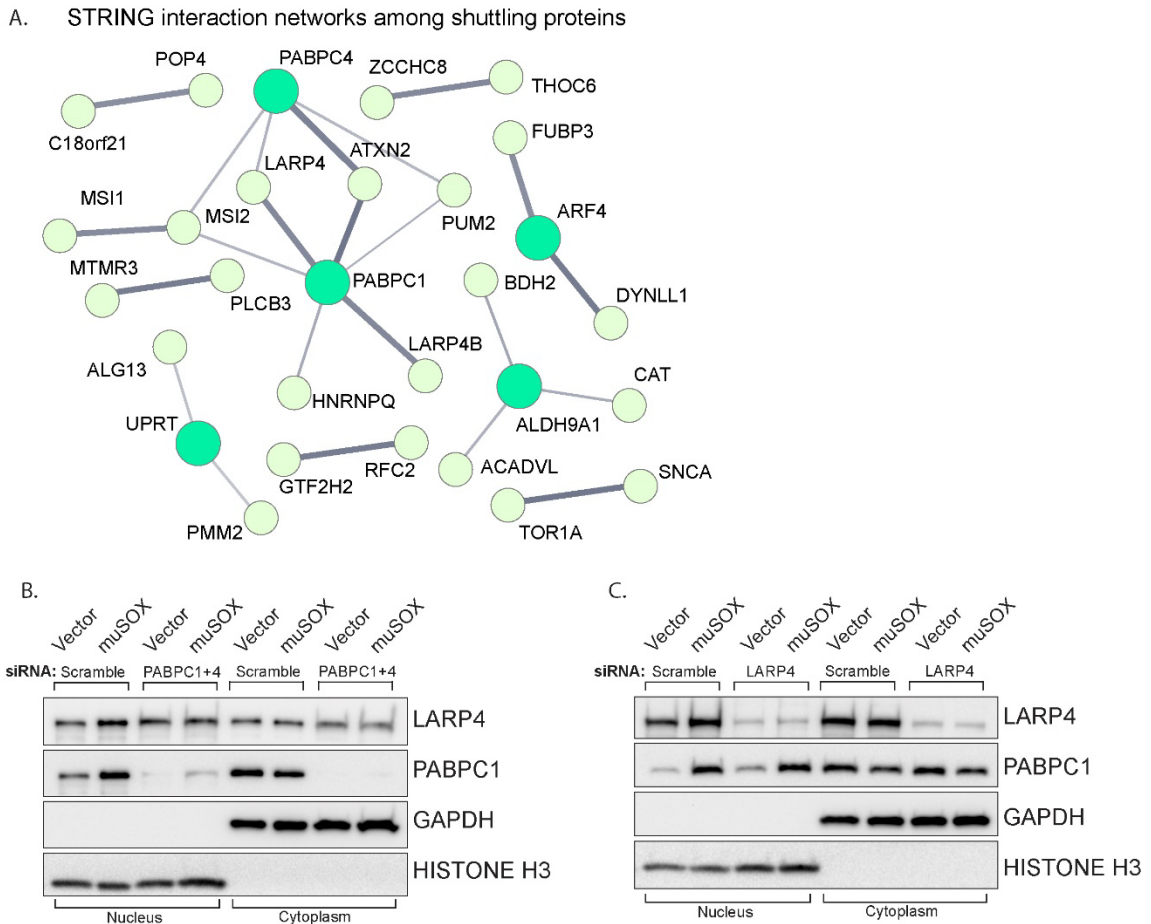 A. STRING interaction networks among shuttling proteins
POP4
PABPC4
ZCCHC8
THOC6
C18orf21
FUBP3
LARP4
ATXN2
MSI1
MSI2
PUM2
ARF4
MTMR3
PLCB3
PABPC1
BDH2
DYNLL1
ALG13
LARP4B
CAT
HNRNPQ
UPRT
ALDH9A1
GTF2H2
RFC2
ACADVL
SNCA
PMM2
TOR1A
B.
Vector muSOX Vector muSOX Vector muSOX Vector muSOX
siRNA: Scramble PABPC1+4 Scramble PABPC1+4
LARP4
PABPC1
GAPDH
HISTONE H3
Nucleus Cytoplasm
C.
Vector muSOX Vector muSOX Vector muSOX Vector muSOX
siRNA: Scramble LARP4 Scramble LARP4
LARP4
PABPC1
GAPDH
HISTONE H3
Nucleus Cytoplasm